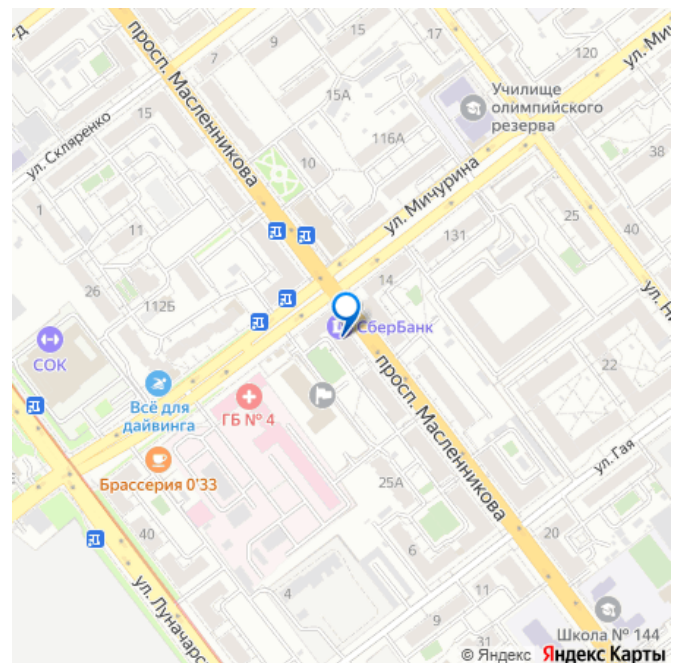 -д
9
15
17
просп. Масленникова
7
120
ул. Мичу
15
15А
Училище
олимпийского
резерва
ул. Скляренко
116А
10
38
ул. Мичурина
1
11
25
40
131
26
112Б
14
СберБанк
ул. Н
СОК
просп. Масленникова
22
Всё для
дайвинга
ГБ № 4
ул. Гая
Брассерия 0'33
25А
40
20
6
ул. Луначарс
4
11
9
31
Школа № 144
© Яндекс Яндекс Карты